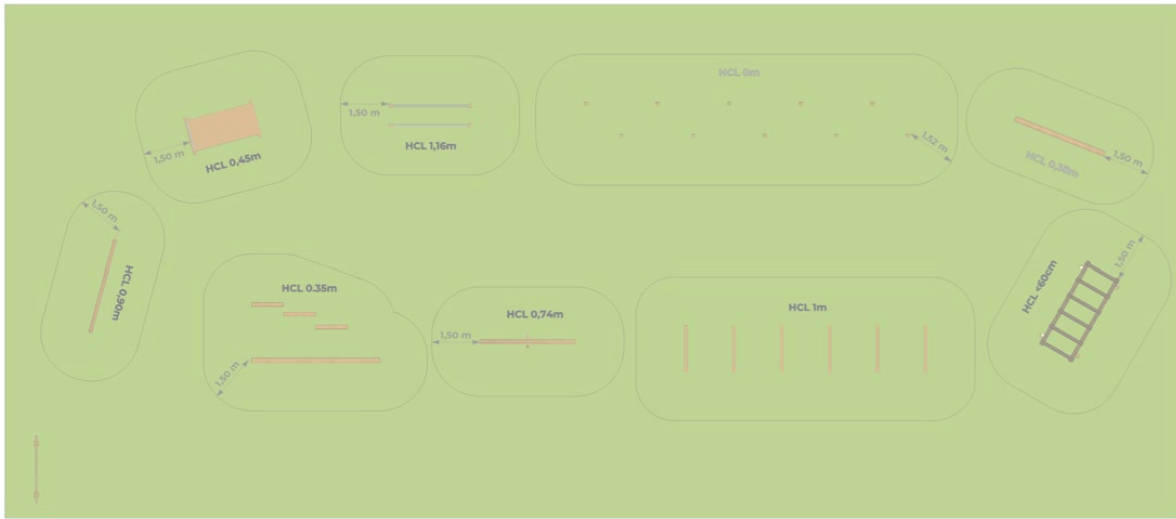 HCL 0m
1,50 m
HCL 1,16m
1,52 m
1,50 m
HCL 0,45m
HCL 0,38m
1,50 m
1,50 m
HCL 0,90m
1,50 m
HCL <60cm
HCL 0.35m
HCL 1m
HCL 0,74m
1,50 m
1,50 m